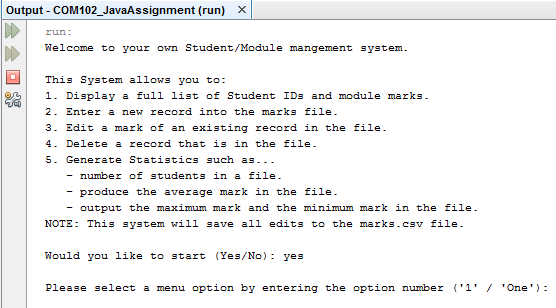 Output - COM102_JavaAssignment (run) ×
run:
Welcome to your own Student/Module mangement system.
This System allows you to:
1. Display a full list of Student IDs and module marks.
2. Enter a new record into the marks file.
3. Edit a mark of an existing record in the file.
4. Delete a record that is in the file.
5. Generate Statistics such as...
- number of students in a file.
- produce the average mark in the file.
- output the maximum mark and the minimum mark in the file.
NOTE: This system will save all edits to the marks.csv file.
Would you like to start (Yes/No): yes
Please select a menu option by entering the option number ('1' / 'One'):